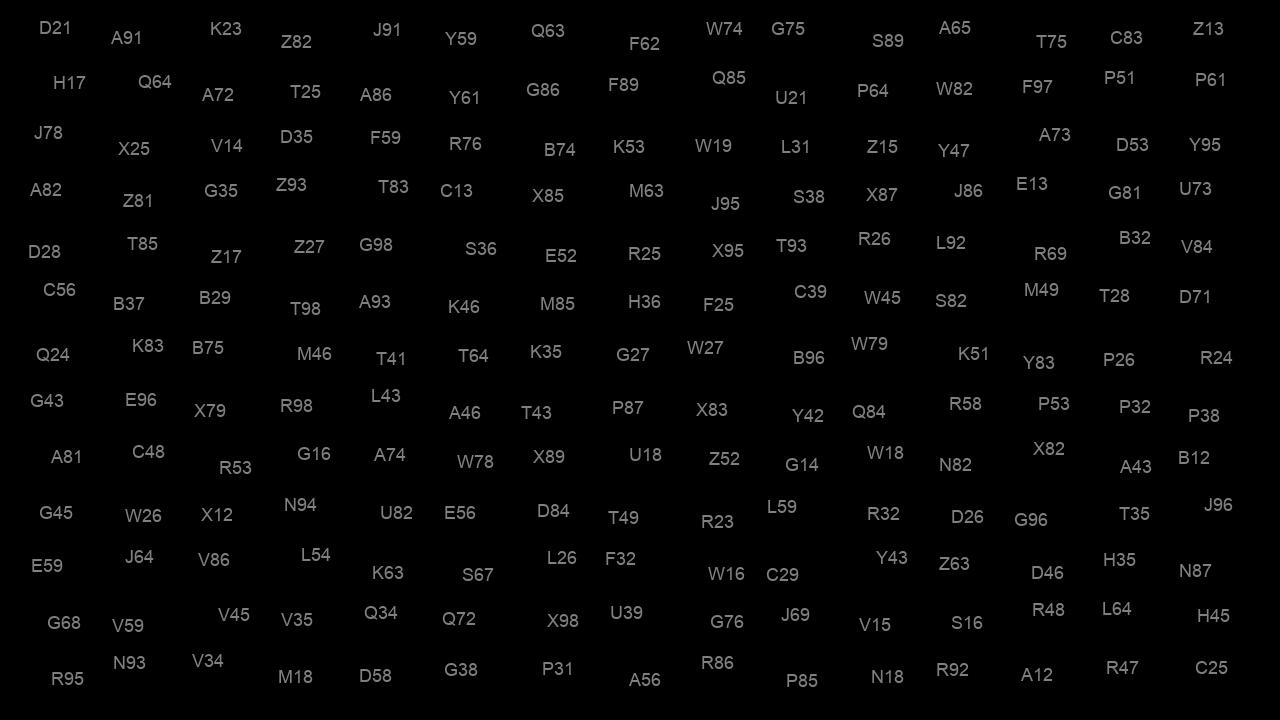 D21 A91 K23 Z82 J91 Y59 Q63 F62 W74 G75 S89 A65 T75 C83 Z13
H17 Q64 A72 T25 A86 Y61 G86 F89 Q85 U21 P64 W82 F97 P51 P61
J78 X25 V14 D35 F59 R76 B74 K53 W19 L31 Z15 Y47 A73 D53 Y95
A82 Z81 G35 Z93 T83 C13 X85 M63 J95 S38 X87 J86 E13 G81 U73
D28 T85 Z17 Z27 G98 S36 E52 R25 X95 T93 R26 L92 R69 B32 V84
C56 B37 B29 T98 A93 K46 M85 H36 F25 C39 W45 S82 M49 T28 D71
Q24 K83 B75 M46 T41 T64 K35 G27 W27 B96 W79 K51 Y83 P26 R24
G43 E96 X79 R98 L43 A46 T43 P87 X83 Y42 Q84 R58 P53 P32 P38
A81 C48 R53 G16 A74 W78 X89 U18 Z52 G14 W18 N82 X82 A43 B12
G45 W26 X12 N94 U82 E56 D84 T49 R23 L59 R32 D26 G96 T35 J96
E59 J64 V86 L54 K63 S67 L26 F32 W16 C29 Y43 Z63 D46 H35 N87
G68 V59 V45 V35 Q34 Q72 X98 U39 G76 J69 V15 S16 R48 L64 H45
R95 N93 V34 M18 D58 G38 P31 A56 R86 P85 N18 R92 A12 R47 C25